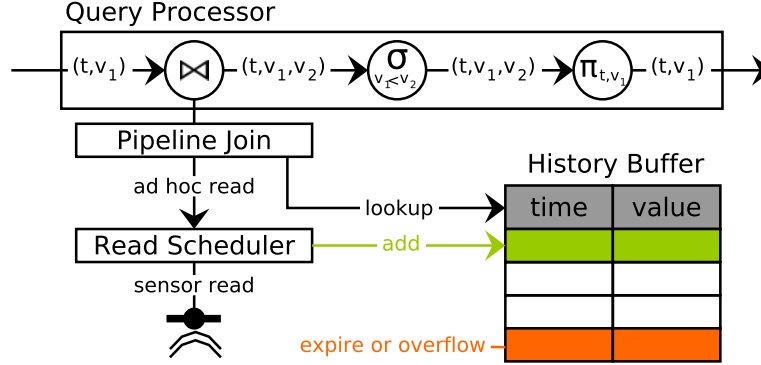 Query Processor
(t,v1) ⋈ (t,v1,v2) σ v1<v2 (t,v1,v2) π t,v1 (t,v1)
Pipeline Join
History Buffer
ad hoc read
lookup
time value
Read Scheduler
add
sensor read
expire or overflow